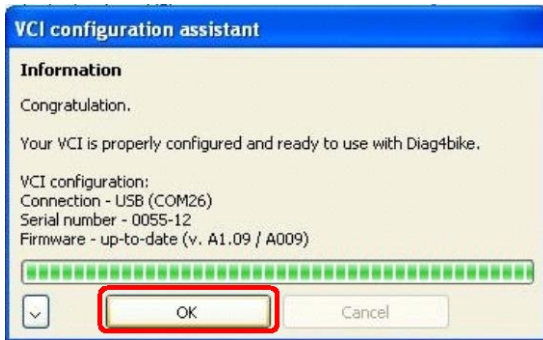 VCI configuration assistant
Information
Congratulation.
Your VCI is properly configured and ready to use with Diag4bike.
VCI configuration:
Connection - USB (COM26)
Serial number - 0055-12
Firmware - up-to-date (v. A1.09 / A009)
OK
Cancel